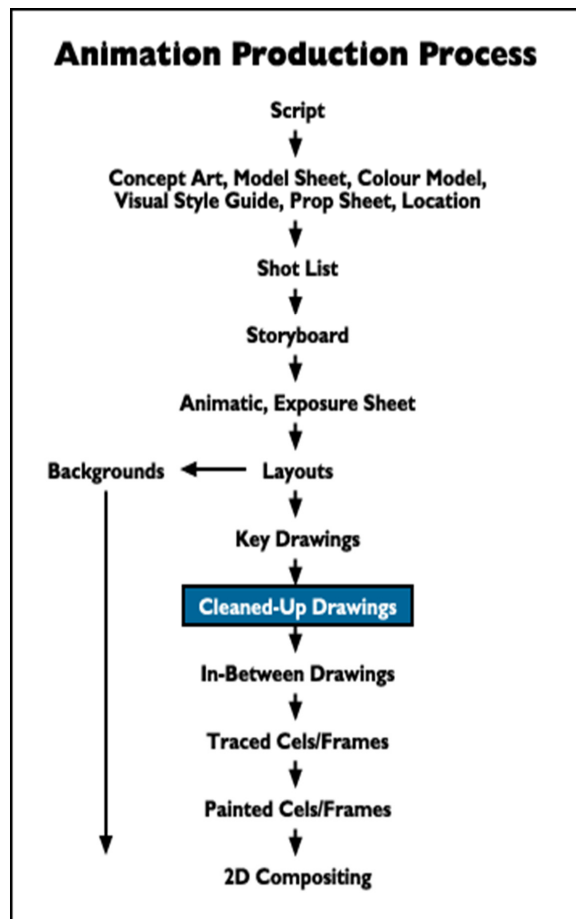 Animation Production Process
Script
Concept Art, Model Sheet, Colour Model,
Visual Style Guide, Prop Sheet, Location
Shot List
Storyboard
Animatic, Exposure Sheet
Backgrounds
Layouts
Key Drawings
Cleaned-Up Drawings
In-Between Drawings
Traced Cels/Frames
Painted Cels/Frames
2D Compositing